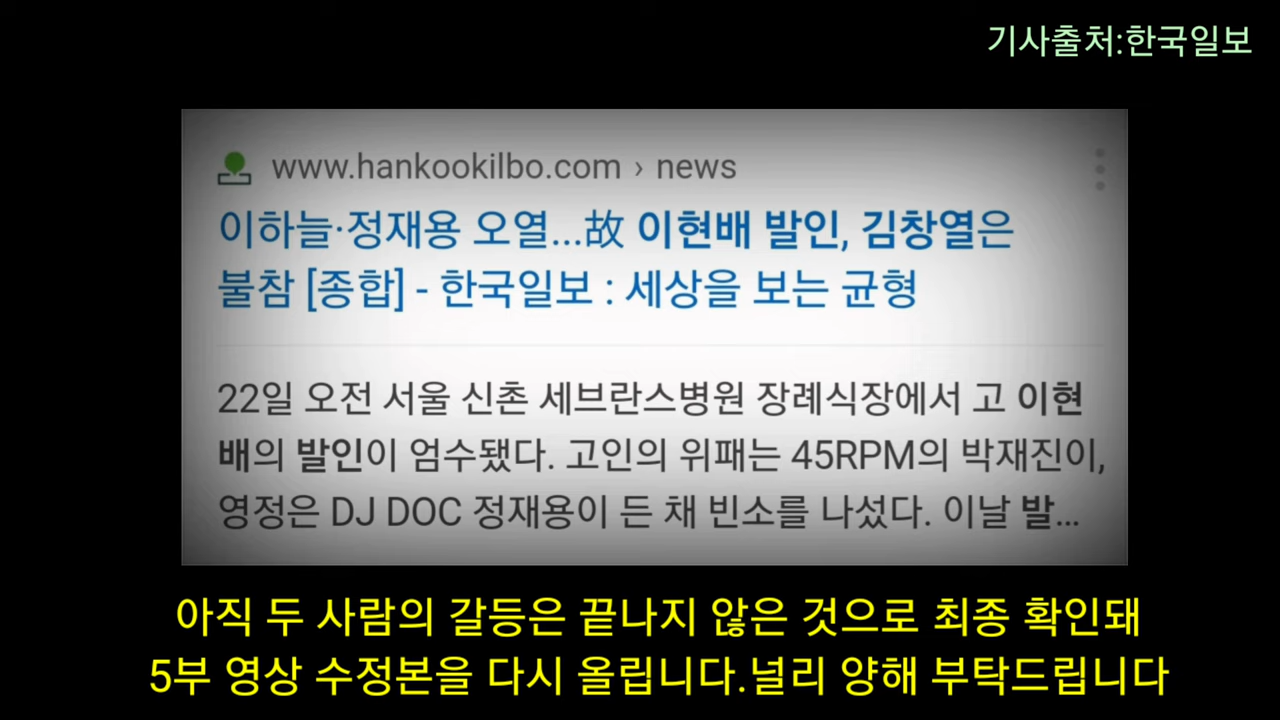 기사출처:한국일보
www.hankookilbo.com › news
이하늘·정재용 오열...故 이현배 발인, 김창열은
불참 [종합] - 한국일보 : 세상을 보는 균형
22일 오전 서울 신촌 세브란스병원 장례식장에서 고 이현
배의 발인이 엄수됐다. 고인의 위패는 45RPM의 박재진이,
영정은 DJ DOC 정재용이 든 채 빈소를 나섰다. 이날 발...
아직 두 사람의 갈등은 끝나지 않은 것으로 최종 확인돼
5부 영상 수정본을 다시 올립니다.널리 양해 부탁드립니다